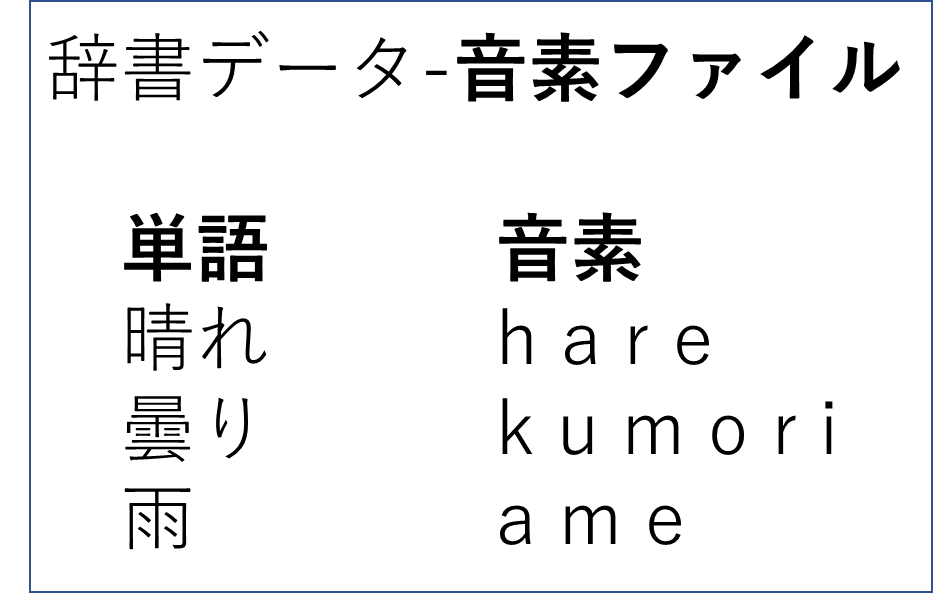 辞書データ-音素ファイル
単語 音素
晴れ h a r e
曇り k u m o r i
雨 a m e